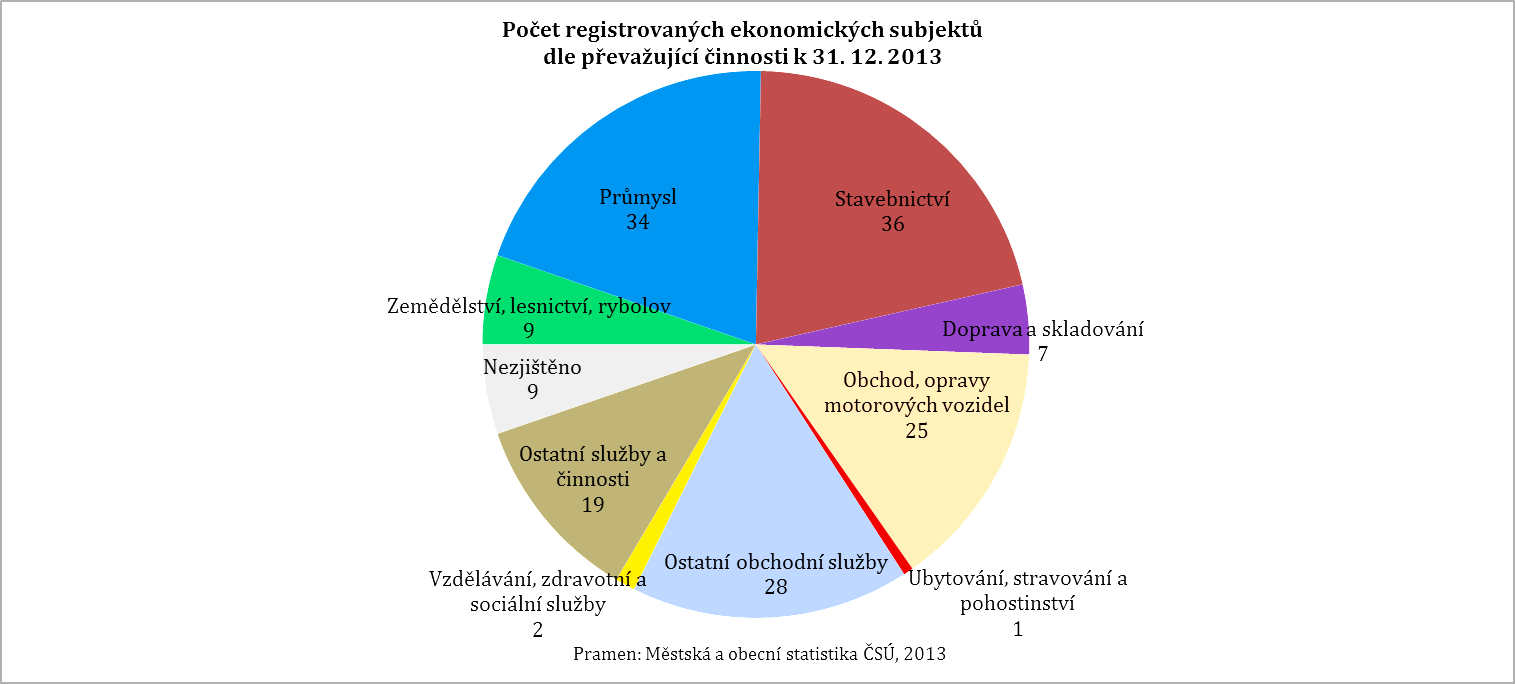 Počet registrovaných ekonomických subjektů
dle převažující činnosti k 31. 12. 2013
Průmysl
34
Stavebnictví
36
Zemědělství, lesnictví, rybolov
9
Doprava a skladování
7
Nezjištěno
9
Obchod, opravy
motorových vozidel
25
Ostatní služby a
činnosti
19
Ostatní obchodní služby
28
Vzdělávání, zdravotní a
sociální služby
2
Ubytování, stravování a
pohostinství
1
Pramen: Městská a obecní statistika ČSÚ, 2013